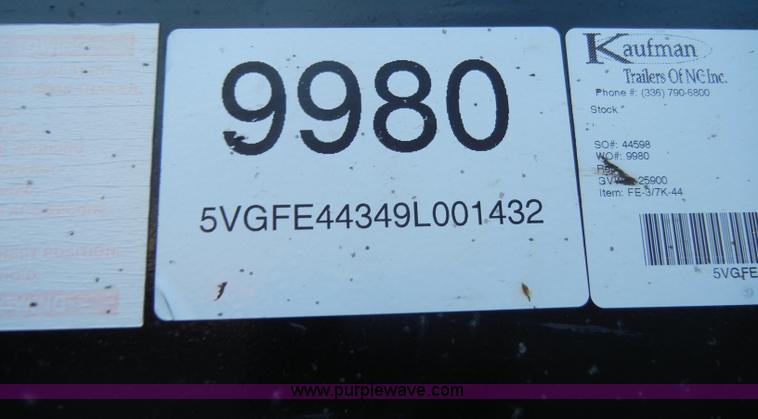 9980
5VGFE44349L001432
Kaufman
Trailers Of NC Inc.
Phone #: (336) 790-6800
Stock
SO#: 44598
WO#: 9980
25900
Item: FE-3/7K-44
5VGFE
www.purplewave.com